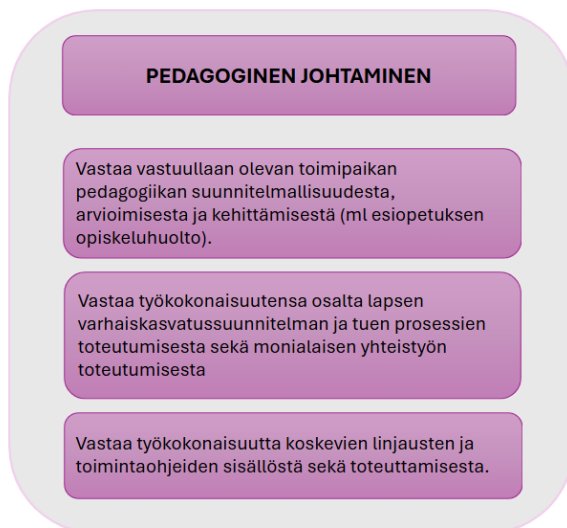 PEDAGOGINEN JOHTAMINEN
Vastaa vastuullaan olevan toimipaikan
pedagogiikan suunnitelmallisuudesta,
arvioimisesta ja kehittämisestä (ml esiopetuksen
opiskeluhuolto).
Vastaa työkokonaisuutensa osalta lapsen
varhaiskasvatussuunnitelman ja tuen prosessien
toteutumisesta sekä monialaisen yhteistyön
toteutumisesta
Vastaa työkokonaisuutta koskevien linjausten ja
toimintaohjeiden sisällöstä sekä toteuttamisesta.